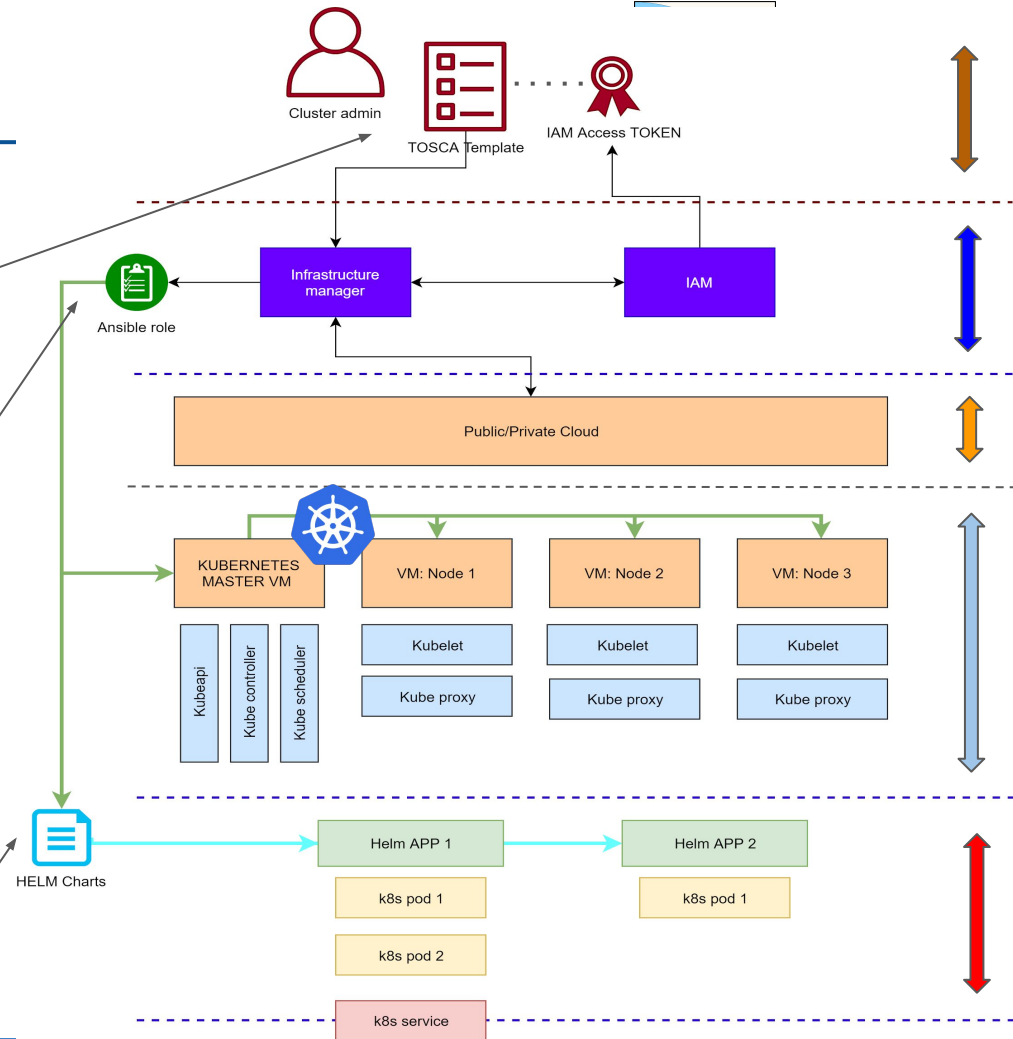 Cluster admin
TOSCA Template
IAM Access TOKEN
Infrastructure
manager
IAM
Ansible role
Public/Private Cloud
KUBERNETES
MASTER VM
VM: Node 1
VM: Node 2
VM: Node 3
Kubeapi
Kube controller
Kube scheduler
Kubelet
Kubelet
Kubelet
Kube proxy
Kube proxy
Kube proxy
HELM Charts
Helm APP 1
Helm APP 2
k8s pod 1
k8s pod 1
k8s pod 2
k8s service